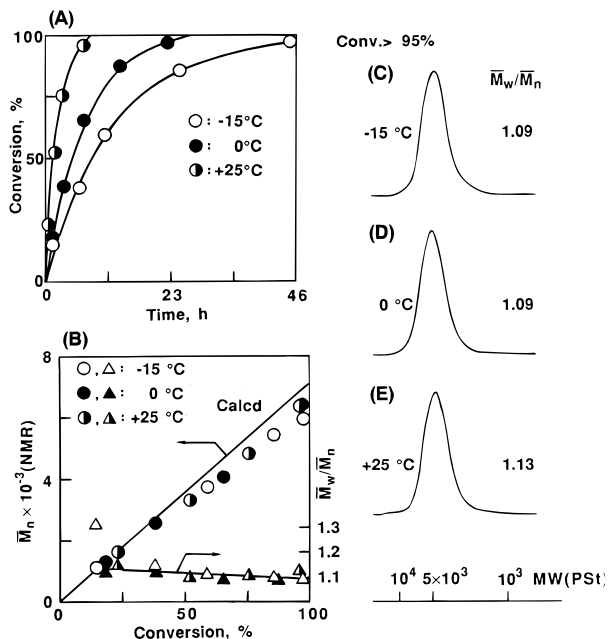 (A)
100
50
0
Conversion, %
: -15°C
: 0°C
: +25°C
0 23 46
Time, h
(B)
8
4
0
M̅n × 10⁻³ (NMR)
, : -15 °C
, : 0 °C
, : +25 °C
Calcd
M̅w/M̅n
1.3
1.2
1.1
0 50 100
Conversion, %
Conv.> 95%
(C)
M̅w/M̅n
-15 °C 1.09
(D)
0 °C 1.09
(E)
+25 °C 1.13
10⁴ 5×10³ 10³ MW(PSt)